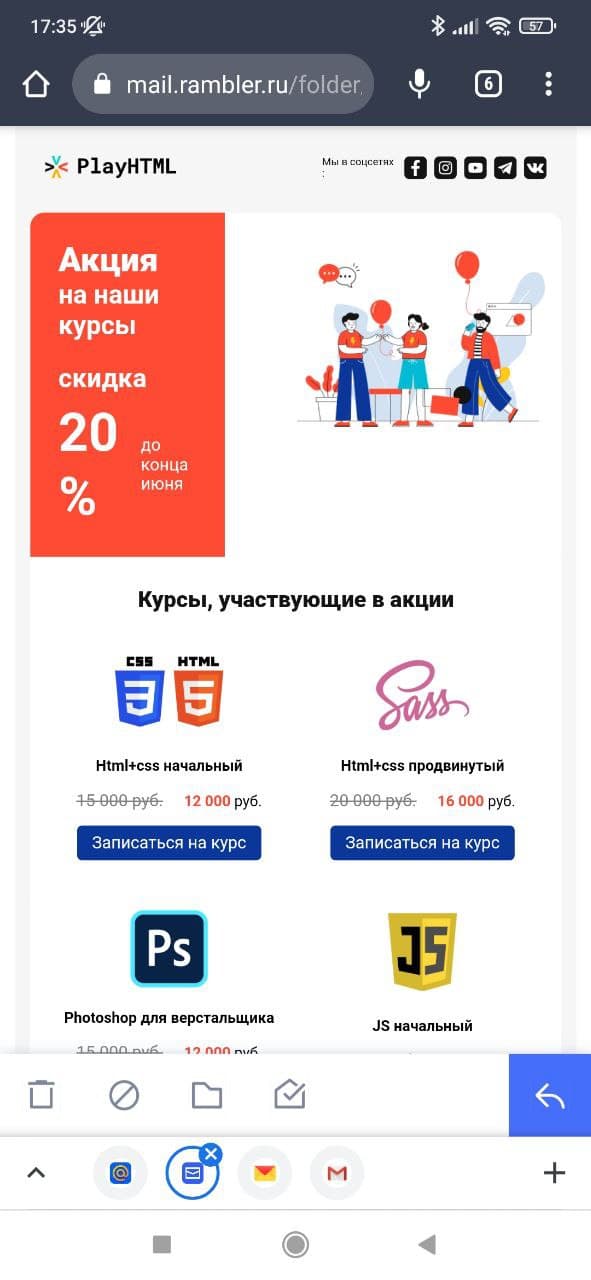 17:35
57
mail.rambler.ru/folder
6
PlayHTML
Мы в соцсетях
:
Акция
на наши
курсы
скидка
20
%
до
конца
июня
Курсы, участвующие в акции
CSS HTML
3 5
Sass
Html+css начальный
Html+css продвинутый
15 000 руб. 12 000 руб.
20 000 руб. 16 000 руб.
Записаться на курс
Записаться на курс
Ps
JS
Photoshop для верстальщика
JS начальный
15 000 руб. 12 000 руб.